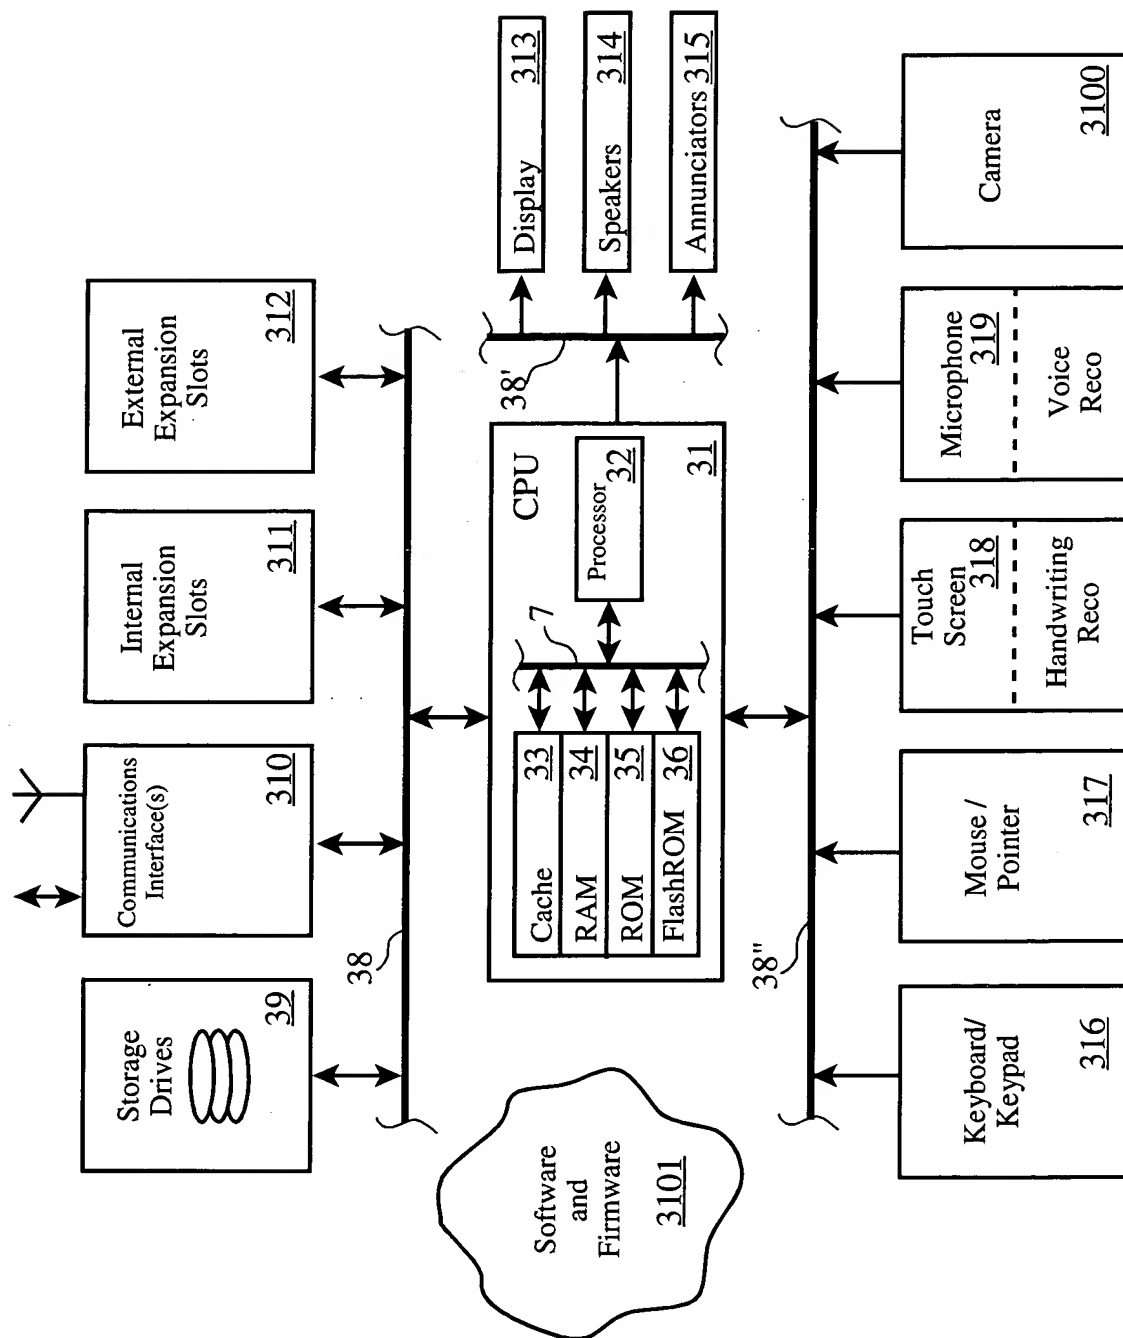 Storage
Drives
39
Communications
Interface(s)
310
Internal
Expansion
Slots
311
External
Expansion
Slots
312
38
Software
and
Firmware
3101
CPU
Cache
33
RAM
34
ROM
35
FlashROM
36
7
Processor
32
31
38'
Display
313
Speakers
314
Annunciators
315
38"
Keyboard/
Keypad
316
Mouse /
Pointer
317
Touch
Screen
318
Handwriting
Reco
Microphone
319
Voice
Reco
Camera
3100